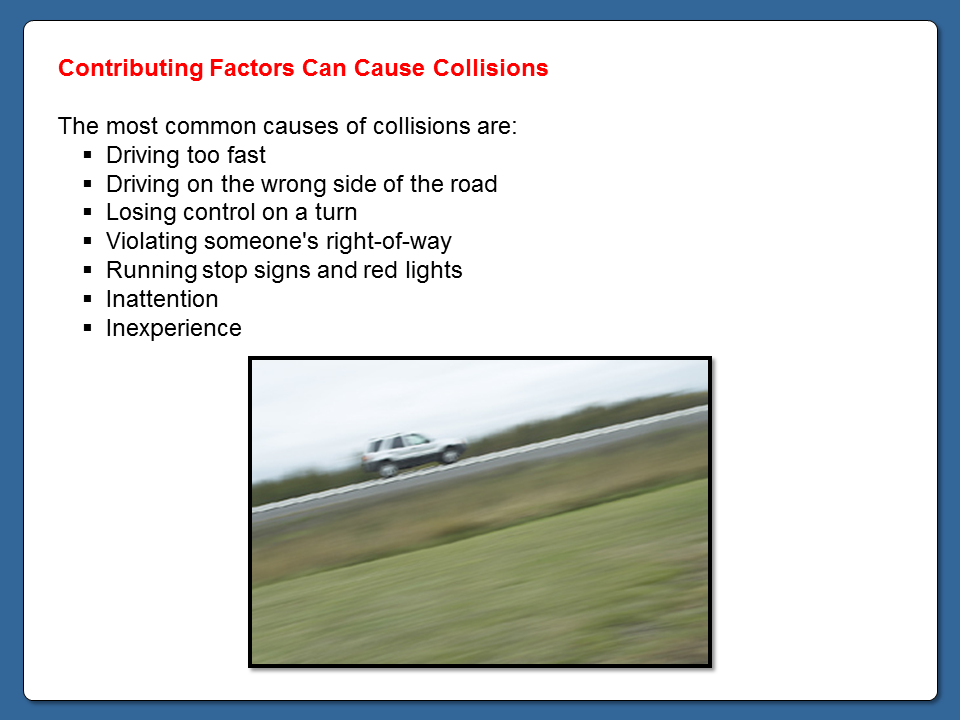 Contributing Factors Can Cause Collisions
The most common causes of collisions are:
▪ Driving too fast
▪ Driving on the wrong side of the road
▪ Losing control on a turn
▪ Violating someone's right-of-way
▪ Running stop signs and red lights
▪ Inattention
▪ Inexperience